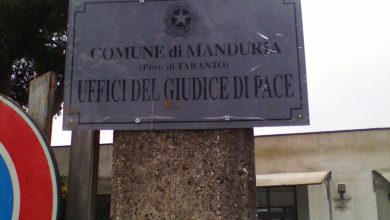 COMUNE di MANDURIA
(Prov. di TARANTO)
UFFICI DEL GIUDICE DI PACE